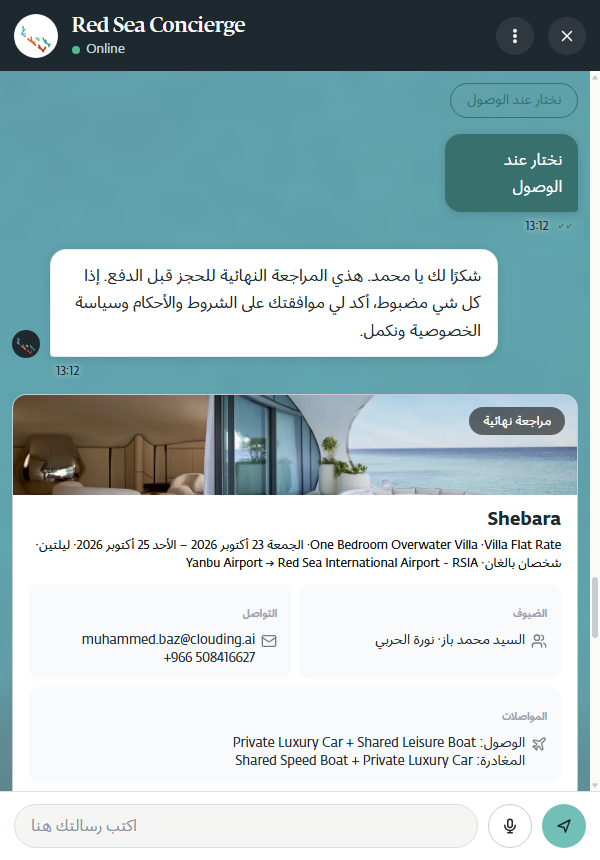 Red Sea Concierge
Online
نختار عند الوصول
نختار عند
الوصول
13:12
شكرًا لك يا محمد. هذي المراجعة النهائية للحجز قبل الدفع. إذا
كل شي مضبوط، أكد لي موافقتك على الشروط والأحكام وسياسة
الخصوصية ونكمل.
13:12
مراجعة نهائية
Shebara
One Bedroom Overwater Villa ·Villa Flat Rate· الجمعة 23 أكتوبر 2026 – الأحد 25 أكتوبر 2026· ليلتين·
شخصان بالغان· Yanbu Airport → Red Sea International Airport - RSIA
الضيوف
السيد محمد باز· نورة الحربي
التواصل
muhammed.baz@clouding.ai
+966 508416627
المواصلات
الوصول: Private Luxury Car + Shared Leisure Boat
المغادرة: Shared Speed Boat + Private Luxury Car
اكتب رسالتك هنا